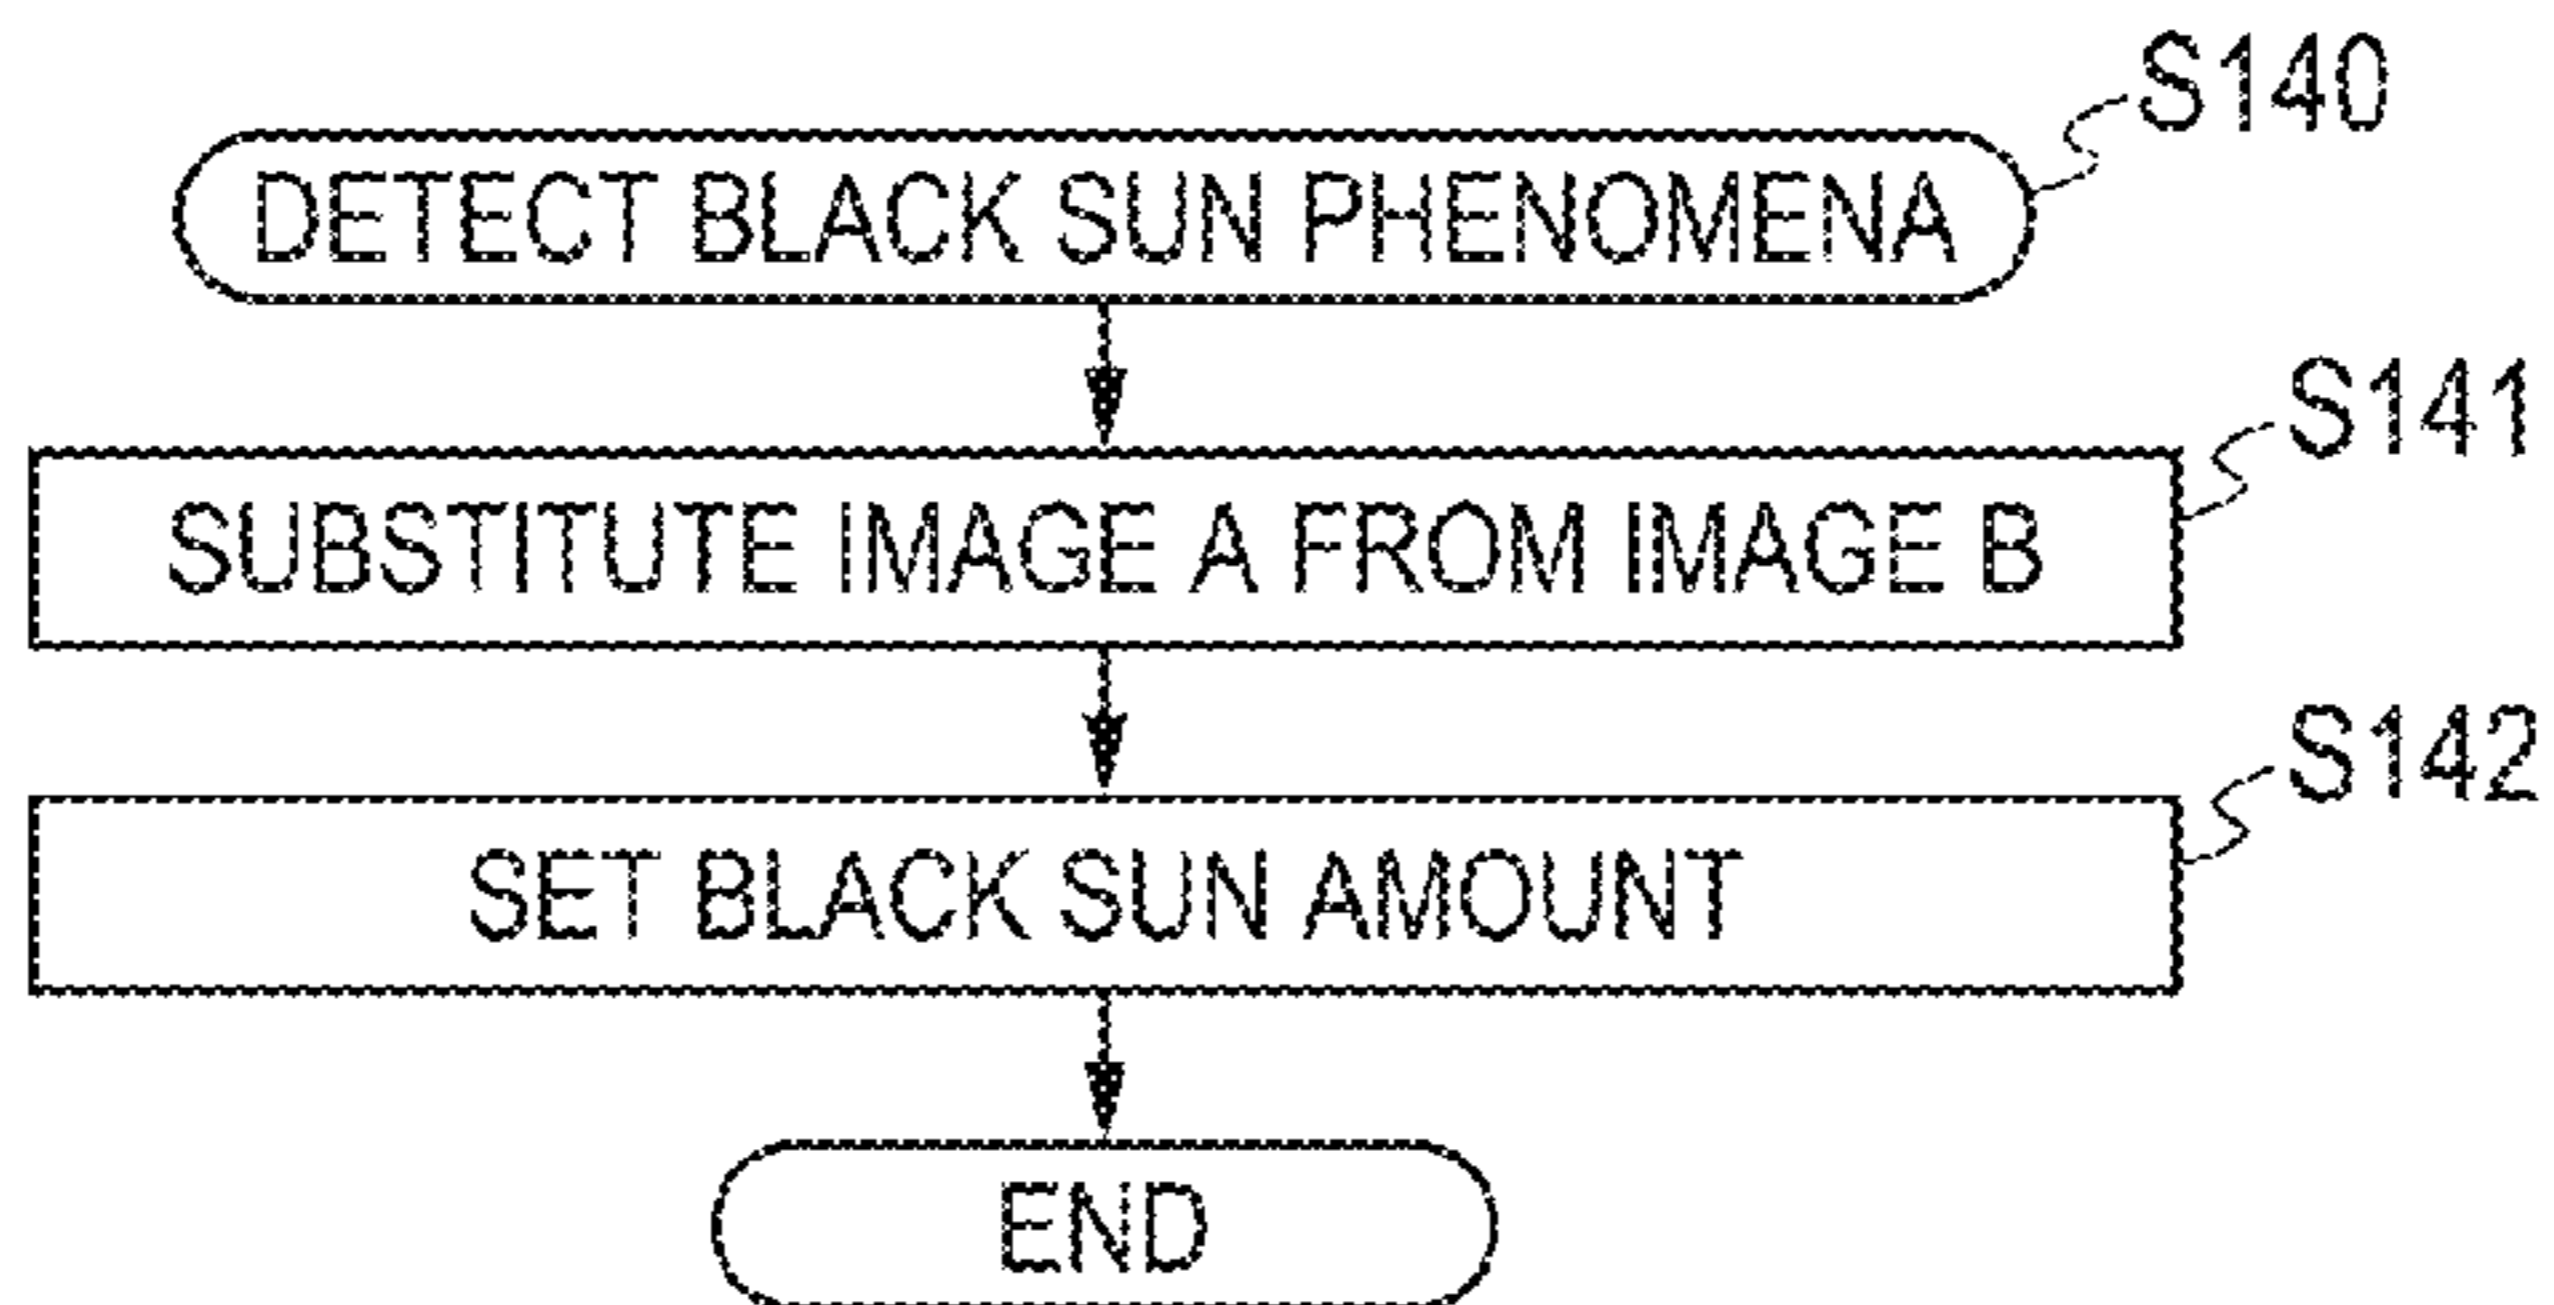 S140
DETECT BLACK SUN PHENOMENA
S141
SUBSTITUTE IMAGE A FROM IMAGE B
S142
SET BLACK SUN AMOUNT
END